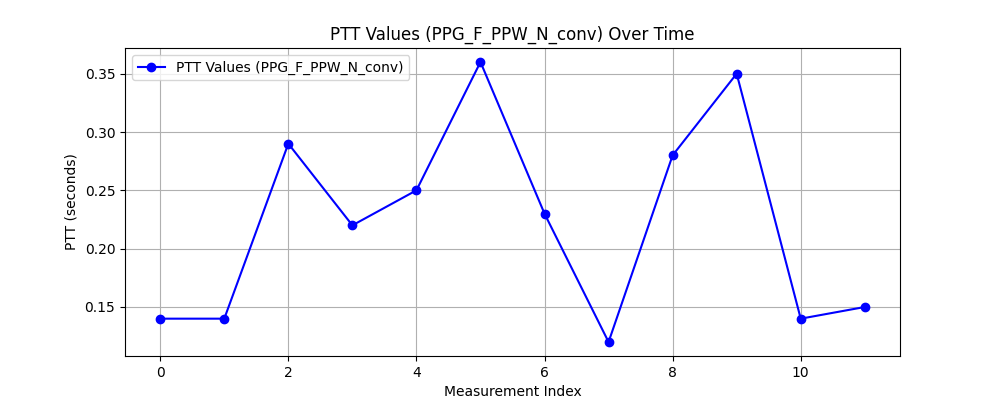 PTT Values (PPG_F_PPW_N_conv) Over Time
PTT Values (PPG_F_PPW_N_conv)
PTT (seconds)
0.35
0.30
0.25
0.20
0.15
0 2 4 6 8 10
Measurement Index